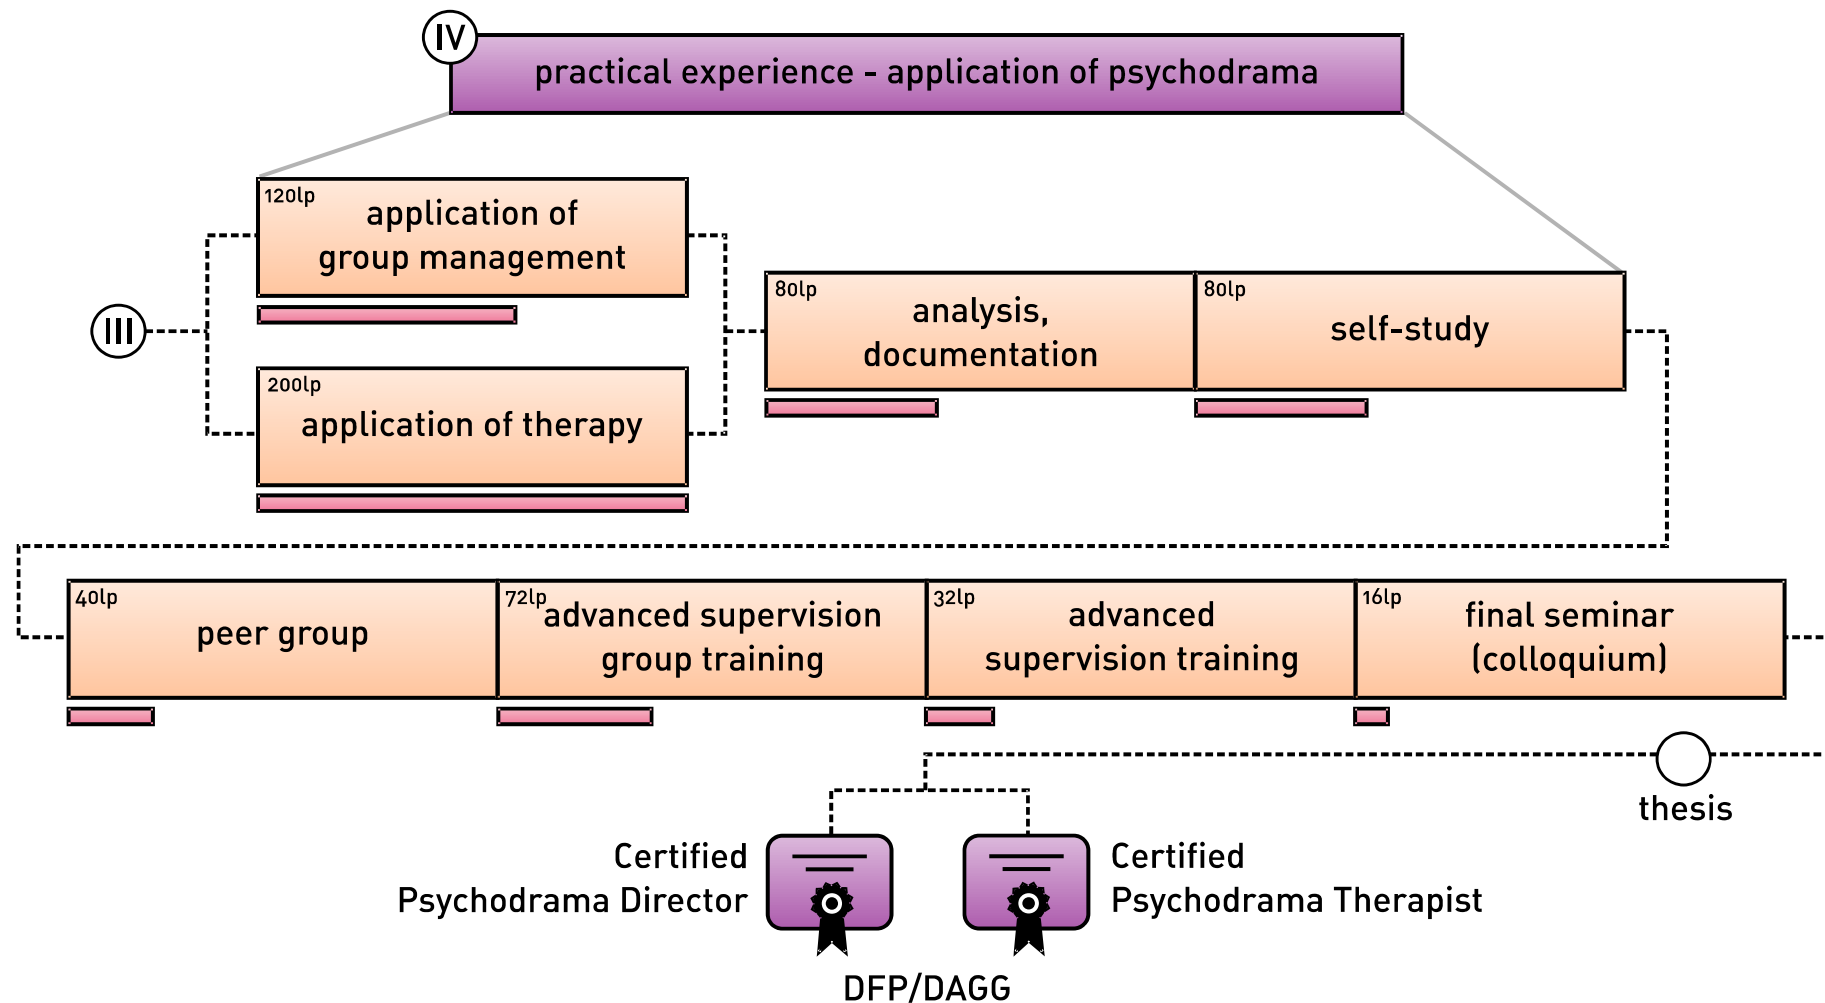 IV
practical experience - application of psychodrama
120lp
application of
group management
III
200lp
application of therapy
80lp
analysis,
documentation
80lp
self-study
40lp
peer group
72lp
advanced supervision
group training
32lp
advanced
supervision training
16lp
final seminar
(colloquium)
thesis
Certified
Psychodrama Director
Certified
Psychodrama Therapist
DFP/DAGG